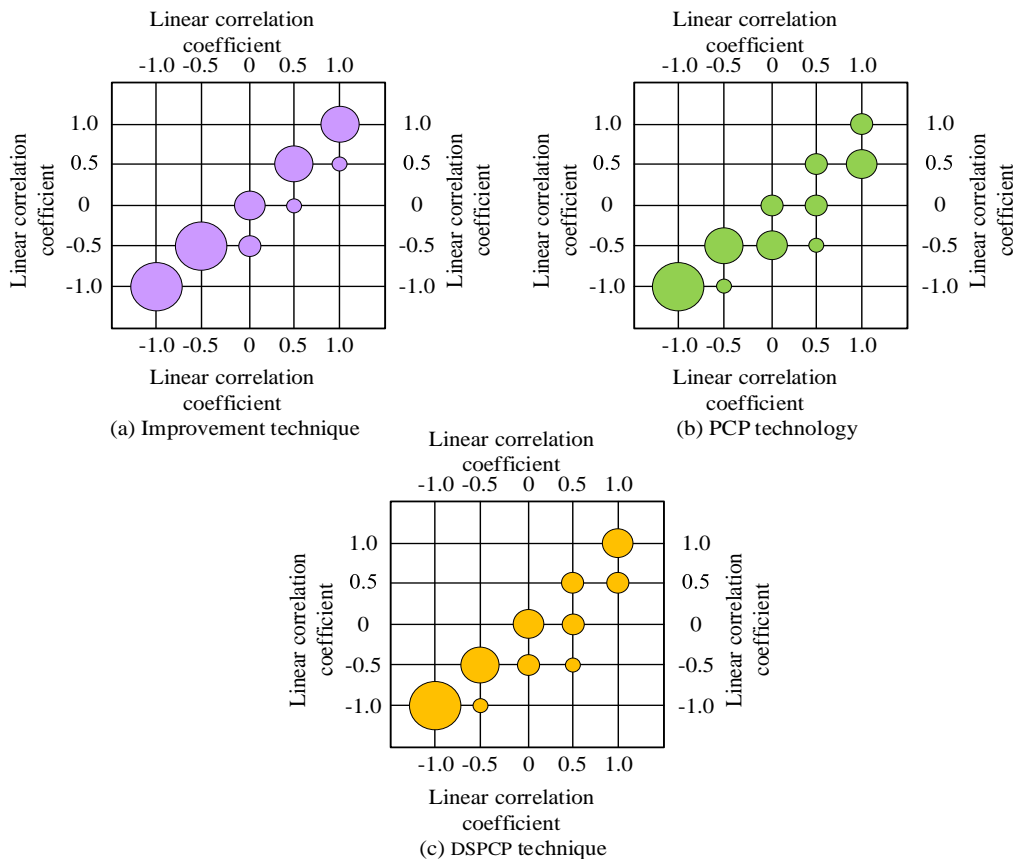 Linear correlation
coefficient
-1.0 -0.5 0 0.5 1.0
Linear correlation
coefficient
1.0
0.5
0
-0.5
-1.0
1.0
0.5
0
-0.5
-1.0
Linear correlation
coefficient
-1.0 -0.5 0 0.5 1.0
Linear correlation
coefficient
(a) Improvement technique
Linear correlation
coefficient
-1.0 -0.5 0 0.5 1.0
Linear correlation
coefficient
1.0
0.5
0
-0.5
-1.0
1.0
0.5
0
-0.5
-1.0
Linear correlation
coefficient
-1.0 -0.5 0 0.5 1.0
Linear correlation
coefficient
(b) PCP technology
Linear correlation
coefficient
-1.0 -0.5 0 0.5 1.0
Linear correlation
coefficient
1.0
0.5
0
-0.5
-1.0
1.0
0.5
0
-0.5
-1.0
Linear correlation
coefficient
-1.0 -0.5 0 0.5 1.0
Linear correlation
coefficient
(c) DSPCP technique